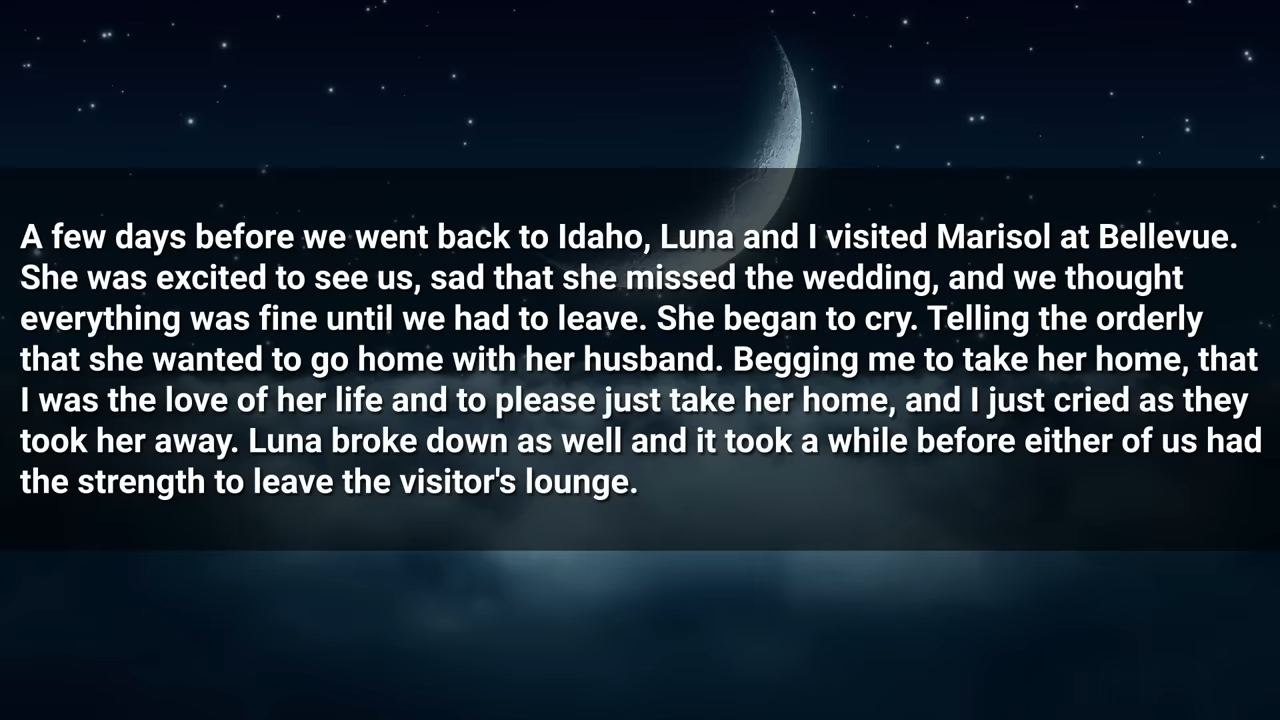 A few days before we went back to Idaho, Luna and I visited Marisol at Bellevue.
She was excited to see us, sad that she missed the wedding, and we thought
everything was fine until we had to leave. She began to cry. Telling the orderly
that she wanted to go home with her husband. Begging me to take her home, that
I was the love of her life and to please just take her home, and I just cried as they
took her away. Luna broke down as well and it took a while before either of us had
the strength to leave the visitor's lounge.